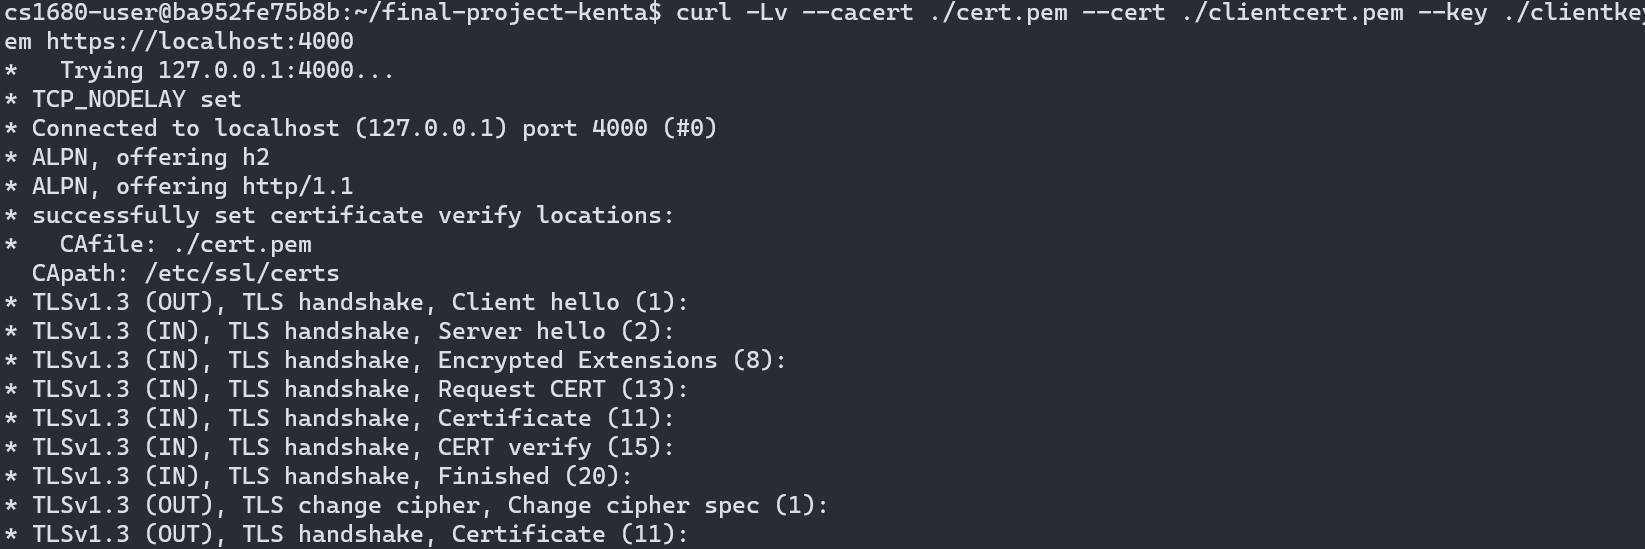 cs1680-user@ba952fe75b8b:~/final-project-kenta$ curl -Lv --cacert ./cert.pem --cert ./clientcert.pem --key ./clientkey
em https://localhost:4000
*   Trying 127.0.0.1:4000...
* TCP_NODELAY set
* Connected to localhost (127.0.0.1) port 4000 (#0)
* ALPN, offering h2
* ALPN, offering http/1.1
* successfully set certificate verify locations:
*   CAfile: ./cert.pem
  CApath: /etc/ssl/certs
* TLSv1.3 (OUT), TLS handshake, Client hello (1):
* TLSv1.3 (IN), TLS handshake, Server hello (2):
* TLSv1.3 (IN), TLS handshake, Encrypted Extensions (8):
* TLSv1.3 (IN), TLS handshake, Request CERT (13):
* TLSv1.3 (IN), TLS handshake, Certificate (11):
* TLSv1.3 (IN), TLS handshake, CERT verify (15):
* TLSv1.3 (IN), TLS handshake, Finished (20):
* TLSv1.3 (OUT), TLS change cipher, Change cipher spec (1):
* TLSv1.3 (OUT), TLS handshake, Certificate (11):